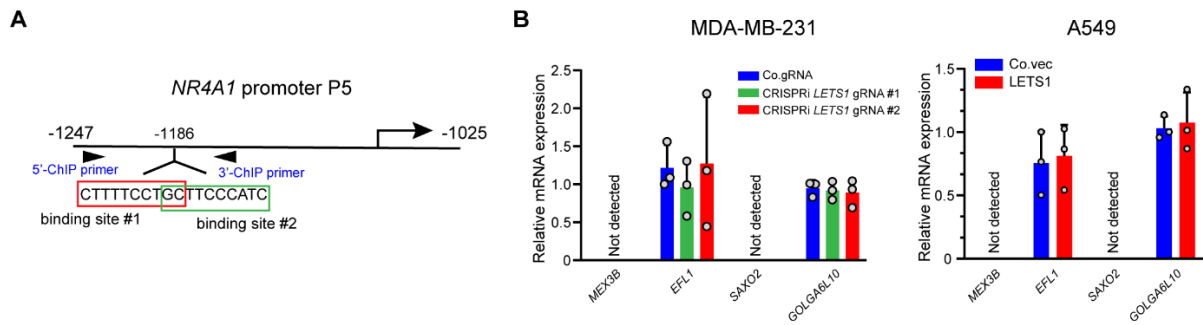 A
NR4A1 promoter P5
-1247
-1186
-1025
5'-ChIP primer
3'-ChIP primer
CTTTTCCTGCTTCCCATC
binding site #1
binding site #2
B
MDA-MB-231
Relative mRNA expression
2.5
2.0
1.5
1.0
0.5
0.0
Co.gRNA
CRISPRi LETS1 gRNA #1
CRISPRi LETS1 gRNA #2
Not detected
Not detected
MEX3B
EFL1
SAXO2
GOLGA6L10
A549
Relative mRNA expression
1.5
1.0
0.5
0.0
Co.vec
LETS1
Not detected
Not detected
MEX3B
EFL1
SAXO2
GOLGA6L10